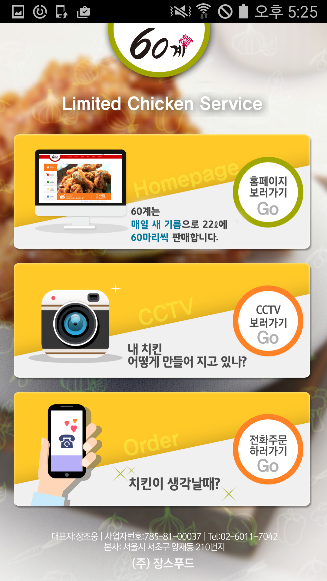 오후 5:25
60계
Limited Chicken Service
Homepage
60계는
매일 새 기름으로 22ℓ에
60마리씩 판매합니다.
홈페이지
보러가기
Go
CCTV
내 치킨
어떻게 만들어 지고 있나?
CCTV
보러가기
Go
Order
치킨이 생각날때?
전화주문
하러가기
Go
대표자:장조웅 | 사업자번호:785-81-00037 | Tel:02-6011-7042
본사: 서울시 서초구 양재동 210번지
(주) 장스푸드